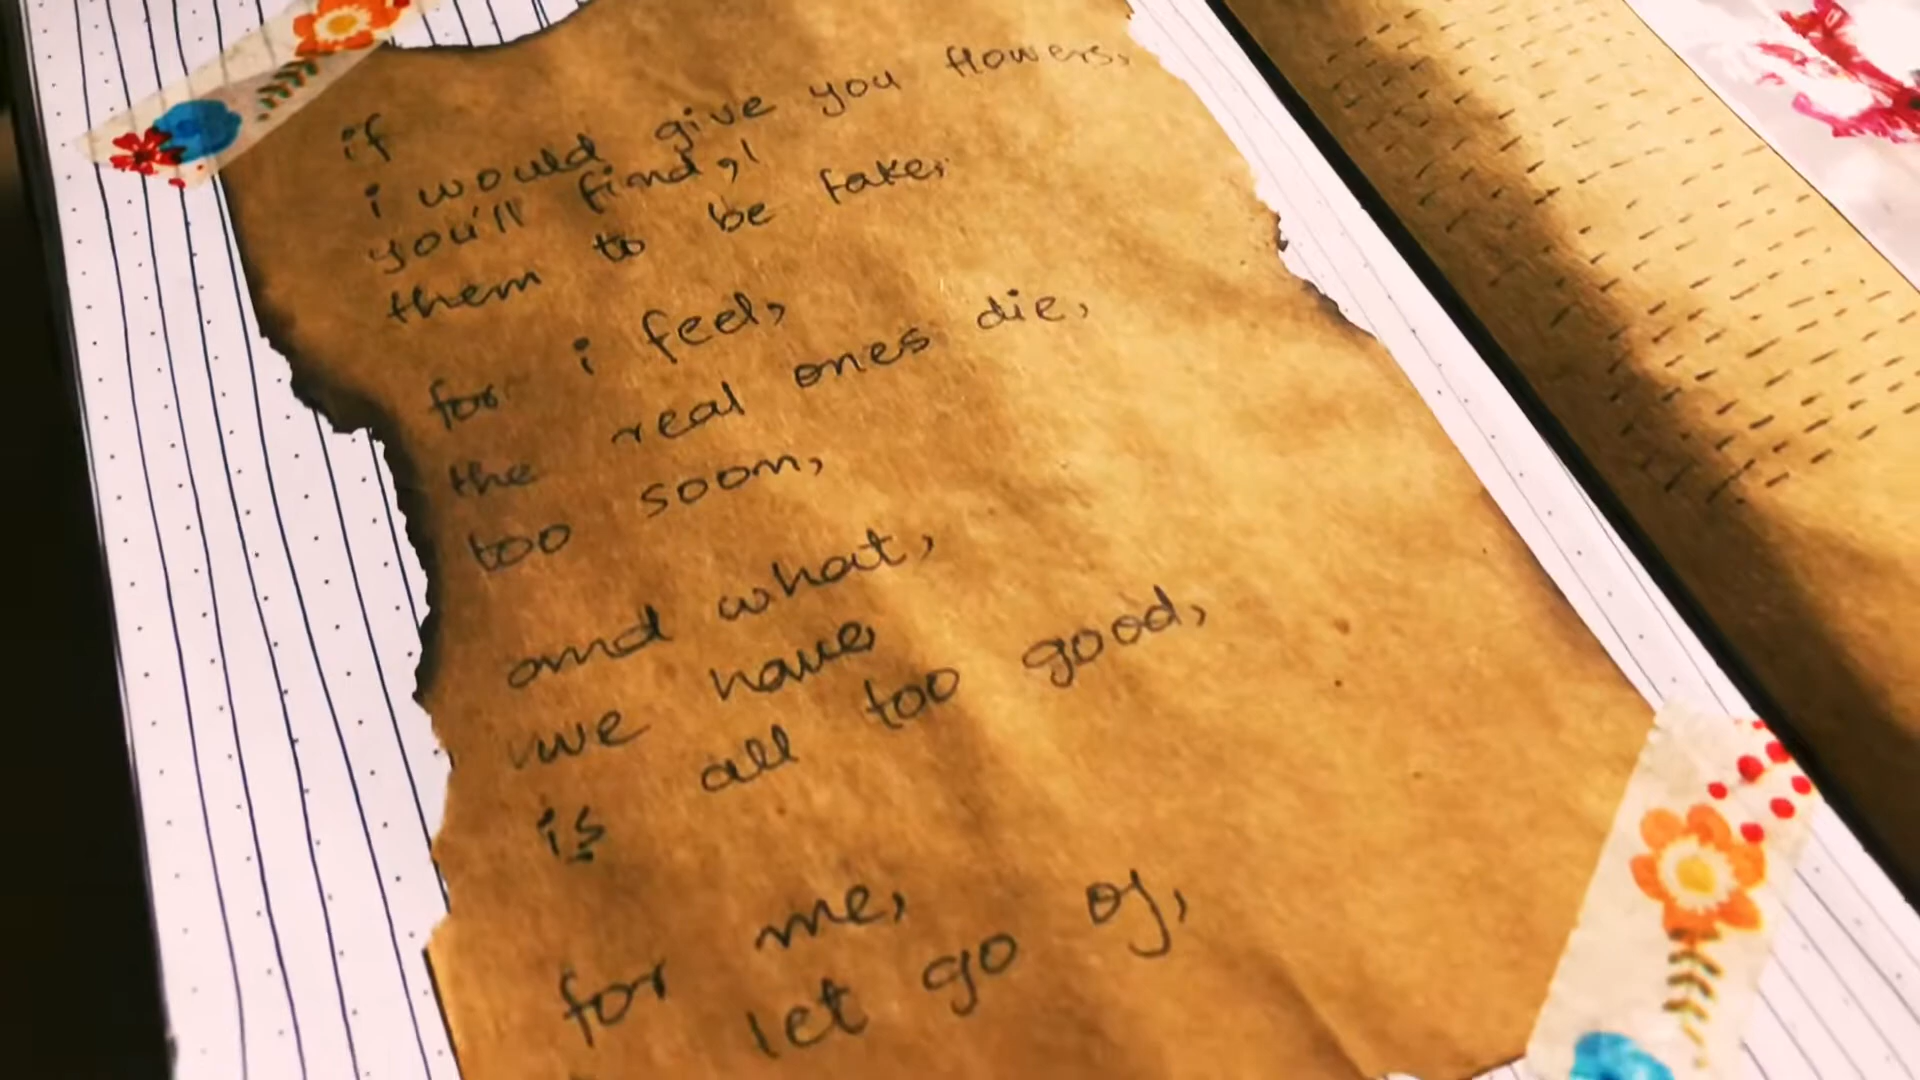 if
i would give you flowers,
you'll find,
them to be fake,
for i feel,
the real ones die,
too soon,
and what,
we have
is all too good,
for me,
let go of,